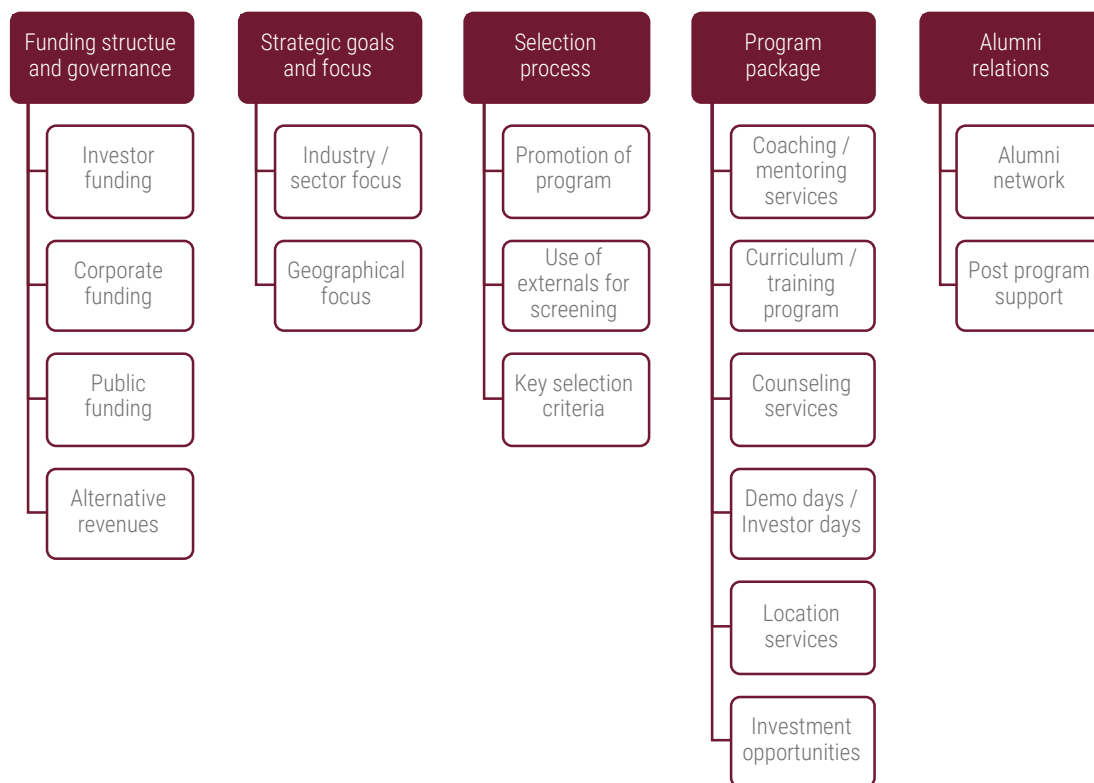 Funding structue
and governance
Investor
funding
Corporate
funding
Public
funding
Alternative
revenues
Strategic goals
and focus
Industry /
sector focus
Geographical
focus
Selection
process
Promotion of
program
Use of
externals for
screening
Key selection
criteria
Program
package
Coaching /
mentoring
services
Curriculum /
training
program
Counseling
services
Demo days /
Investor days
Location
services
Investment
opportunities
Alumni
relations
Alumni
network
Post program
support